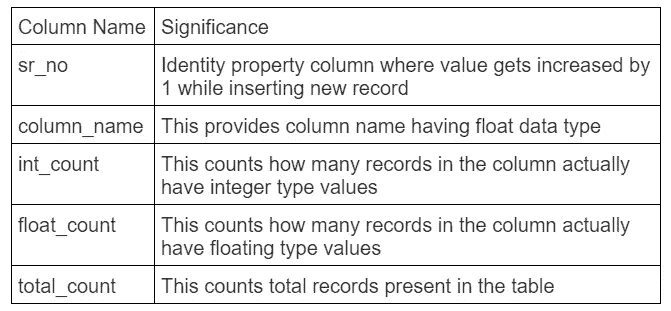 Column Name Significance
sr_no Identity property column where value gets increased by
1 while inserting new record
column_name This provides column name having float data type
int_count This counts how many records in the column actually
have integer type values
float_count This counts how many records in the column actually
have floating type values
total_count This counts total records present in the table